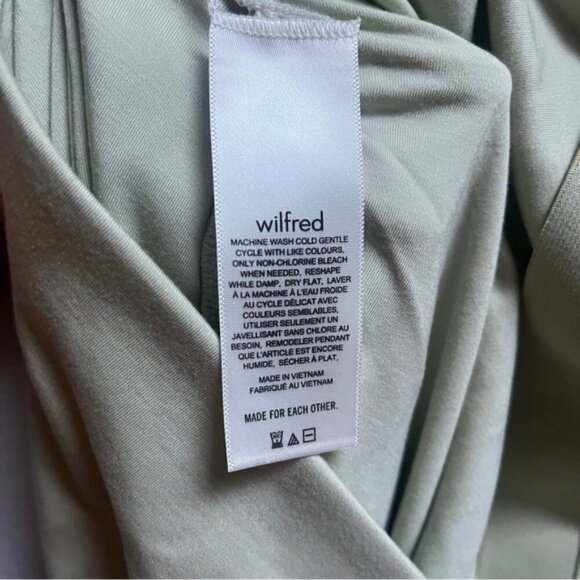 wilfred
MACHINE WASH COLD GENTLE
CYCLE WITH LIKE COLOURS,
ONLY NON-CHLORINE BLEACH
WHEN NEEDED, RESHAPE
WHILE DAMP, DRY FLAT, LAVER
À LA MACHINE À L'EAU FROIDE
AU CYCLE DÉLICAT AVEC
COULEURS SEMBLABLES,
UTILISER SEULEMENT UN
JAVELLISANT SANS CHLORE AU
BESOIN, REMODELER PENDANT
QUE L'ARTICLE EST ENCORE
HUMIDE, SÉCHER À PLAT.
MADE IN VIETNAM
FABRIQUÉ AU VIETNAM
MADE FOR EACH OTHER.